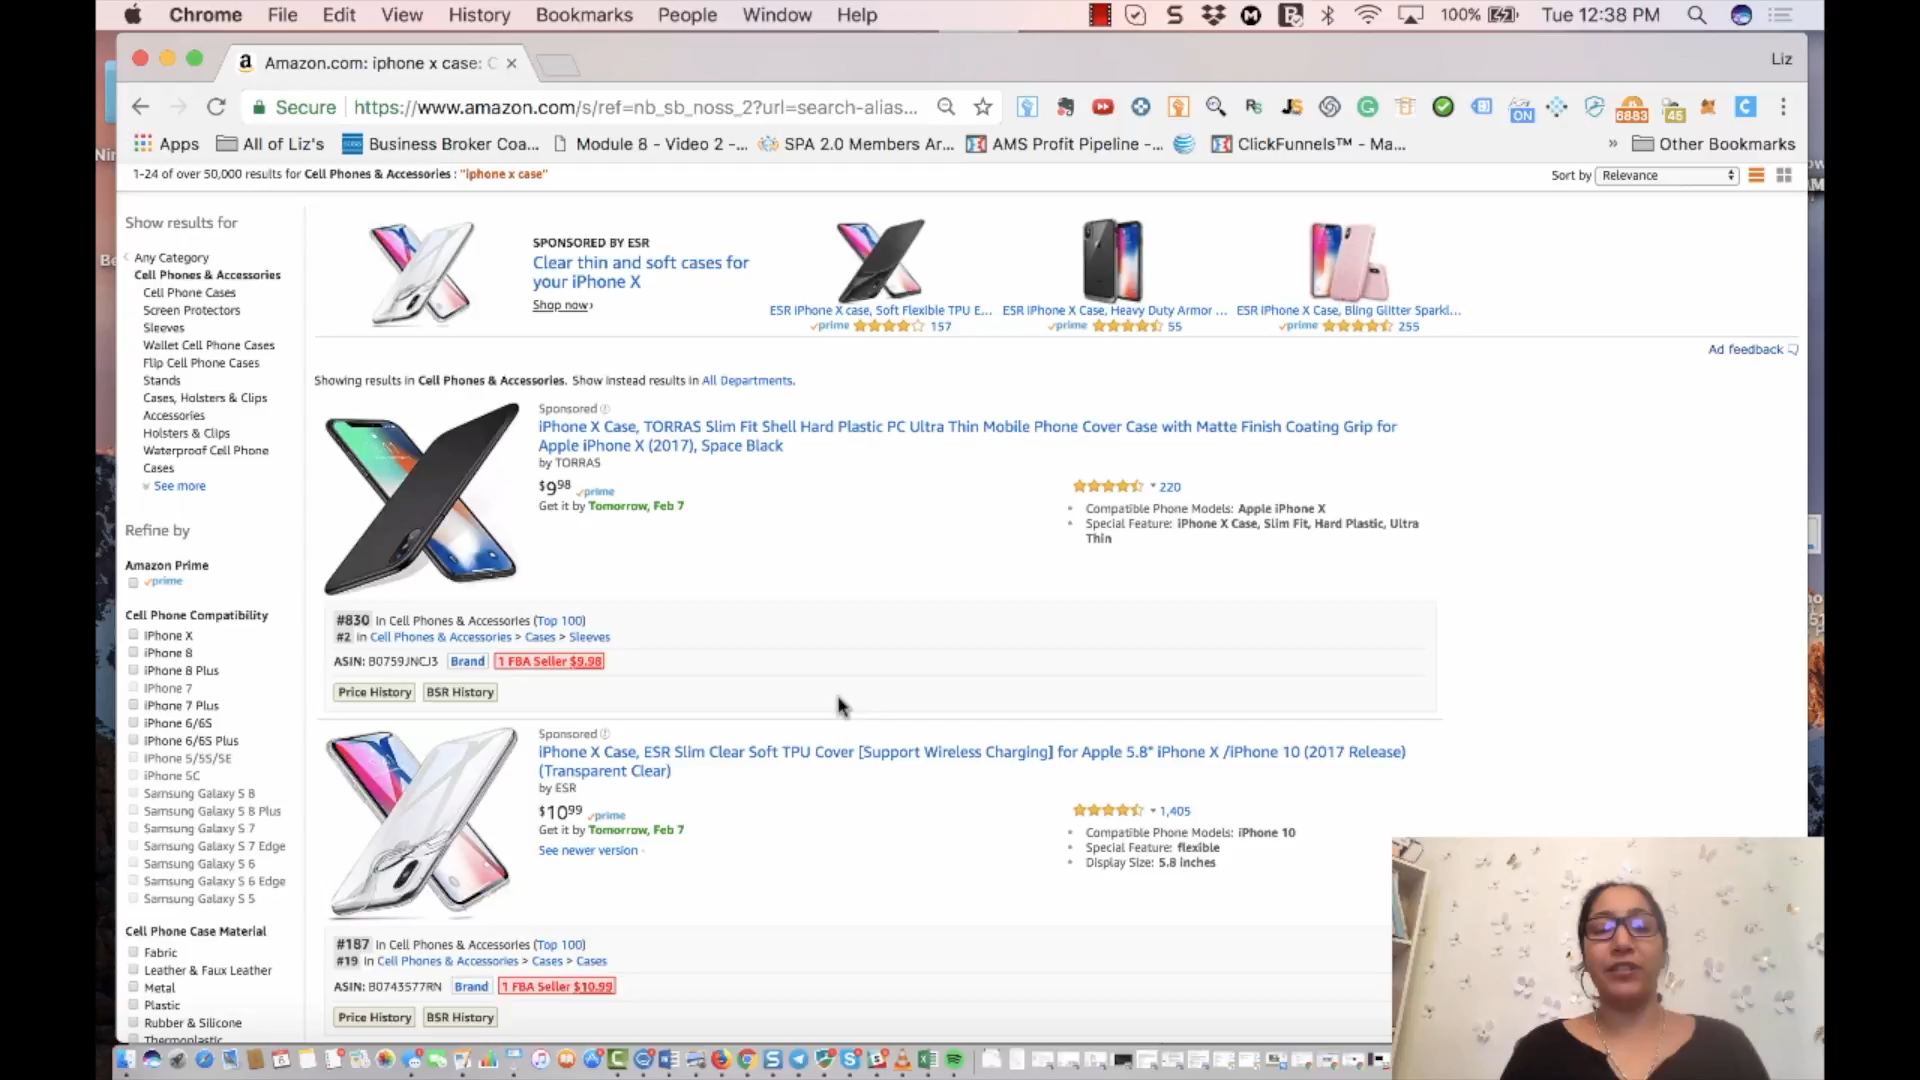 Chrome File Edit View History Bookmarks People Window Help 100% Tue 12:38 PM
Amazon.com: iphone x case: C Liz
Secure https://www.amazon.com/s/ref=nb_sb_noss_2?url=search-alias... ON 6883 45
Apps All of Liz's Business Broker Coa... Module 8 - Video 2 -... SPA 2.0 Members Ar... AMS Profit Pipeline -... ClickFunnels™ - Ma... » Other Bookmarks
1-24 of over 50,000 results for Cell Phones & Accessories : "iphone x case" Sort by Relevance
Show results for
Any Category
Cell Phones & Accessories
Cell Phone Cases
Screen Protectors
Sleeves
Wallet Cell Phone Cases
Flip Cell Phone Cases
Stands
Cases, Holsters & Clips
Accessories
Holsters & Clips
Waterproof Cell Phone
Cases
See more
Refine by
Amazon Prime
prime
Cell Phone Compatibility
iPhone X
iPhone 8
iPhone 8 Plus
iPhone 7
iPhone 7 Plus
iPhone 6/6S
iPhone 6/6S Plus
iPhone 5/5S/5E
iPhone 5C
Samsung Galaxy S 8
Samsung Galaxy S 8 Plus
Samsung Galaxy S 7
Samsung Galaxy S 7 Edge
Samsung Galaxy S 6
Samsung Galaxy S 6 Edge
Samsung Galaxy S 5
Cell Phone Case Material
Fabric
Leather & Faux Leather
Metal
Plastic
Rubber & Silicone
Thermoplastic
SPONSORED BY ESR
Clear thin and soft cases for
your iPhone X
Shop now›
ESR iPhone X case, Soft Flexible TPU E...
prime 157
ESR iPhone X Case, Heavy Duty Armor ...
prime 55
ESR iPhone X Case, Bling Glitter Sparkl...
prime 255
Ad feedback
Showing results in Cell Phones & Accessories. Show instead results in All Departments.
Sponsored
iPhone X Case, TORRAS Slim Fit Shell Hard Plastic PC Ultra Thin Mobile Phone Cover Case with Matte Finish Coating Grip for
Apple iPhone X (2017), Space Black
by TORRAS
$9.98 prime
Get it by Tomorrow, Feb 7
220
Compatible Phone Models: Apple iPhone X
Special Feature: iPhone X Case, Slim Fit, Hard Plastic, Ultra
Thin
#830 in Cell Phones & Accessories (Top 100)
#2 in Cell Phones & Accessories > Cases > Sleeves
ASIN: B0759JNCJ3 Brand 1 FBA Seller $9.98
Price History BSR History
Sponsored
iPhone X Case, ESR Slim Clear Soft TPU Cover [Support Wireless Charging] for Apple 5.8" iPhone X /iPhone 10 (2017 Release)
(Transparent Clear)
by ESR
$10.99 prime
Get it by Tomorrow, Feb 7
See newer version
1,405
Compatible Phone Models: iPhone 10
Special Feature: flexible
Display Size: 5.8 inches
#187 in Cell Phones & Accessories (Top 100)
#19 in Cell Phones & Accessories > Cases > Cases
ASIN: B0743577RN Brand 1 FBA Seller $10.99
Price History BSR History